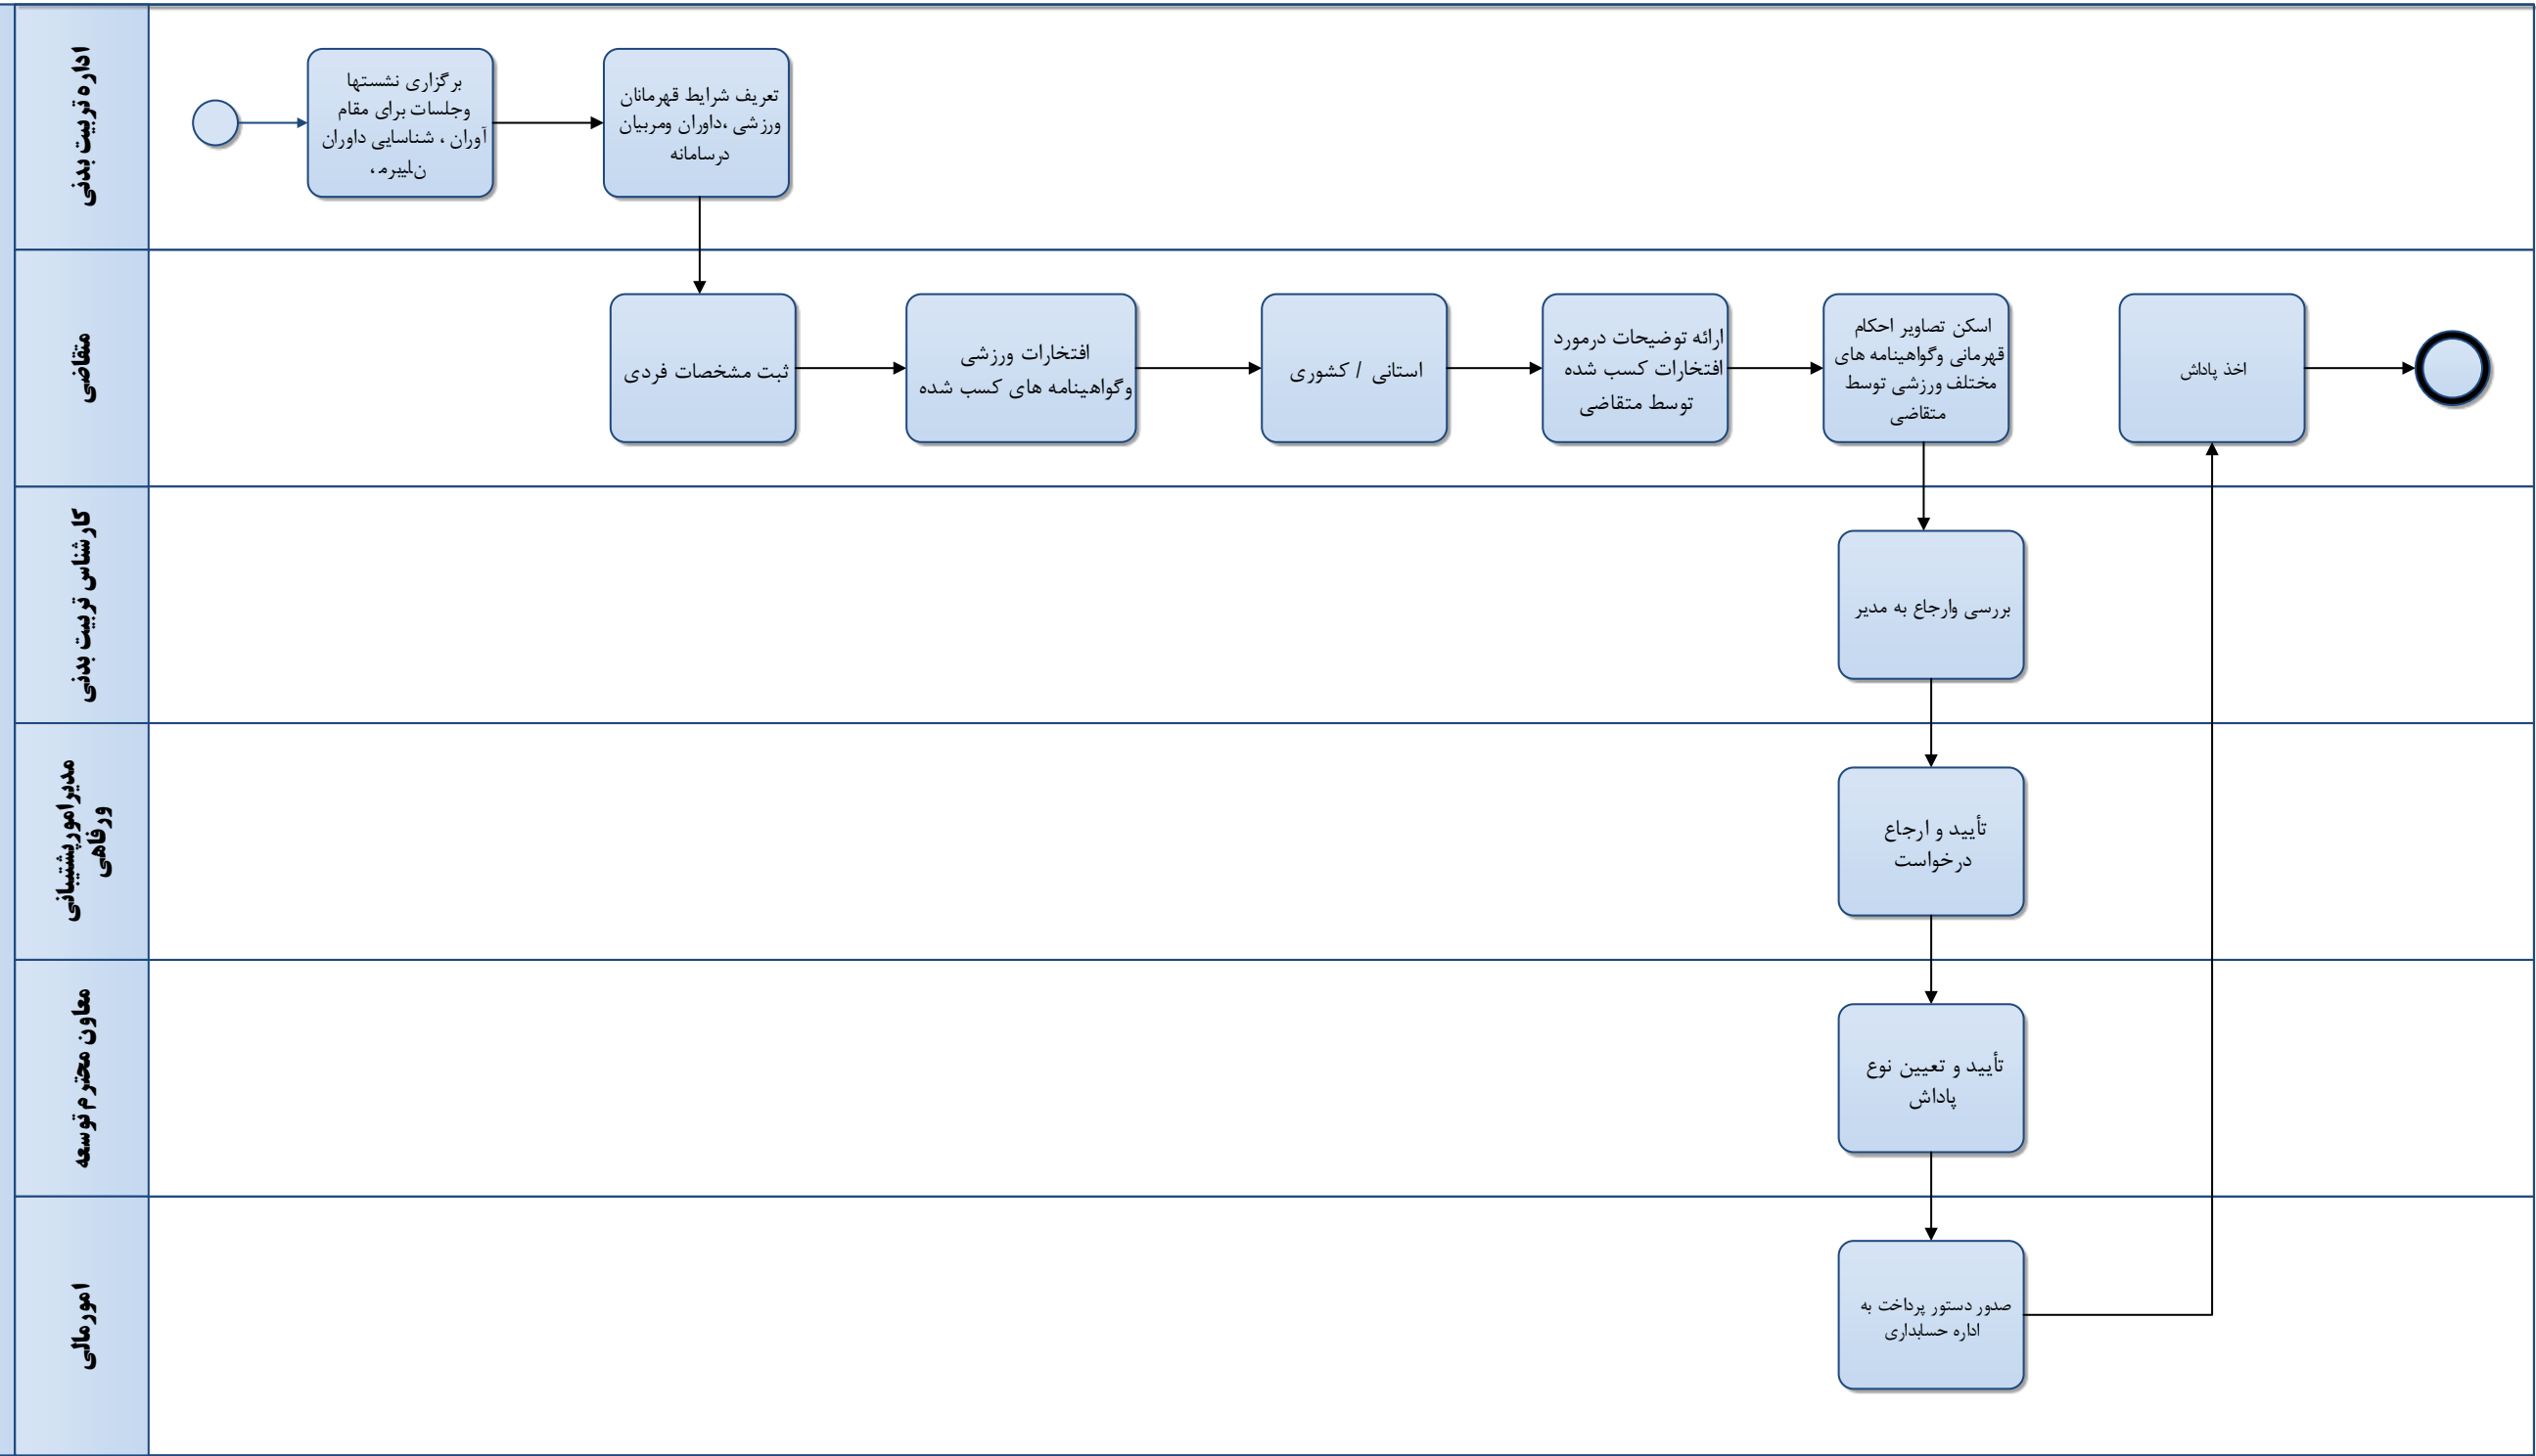 اداره تربیت بدنی
برگزاری نشستها
وجلسات برای مقام
آوران ، شناسایی داوران
تعریف شرایط قهرمانان
ورزشی ،داوران ومربیان
درسامانه
متقاضی
ثبت مشخصات فردی
افتخارات ورزشی
وگواهینامه های کسب شده
استانی / کشوری
ارائه توضیحات درمورد
افتخارات کسب شده
توسط متقاضی
اسکن تصاویر احکام
قهرمانی وگواهینامه های
مختلف ورزشی توسط
متقاضی
اخذ پاداش
کارشناس تربیت بدنی
بررسی وارجاع به مدیر
مدیرامورپشتیبانی
ورفاهی
تأیید و ارجاع
درخواست
معاون محترم توسعه
تأیید و تعیین نوع
پاداش
امورمالی
صدور دستور پرداخت به
اداره حسابداری